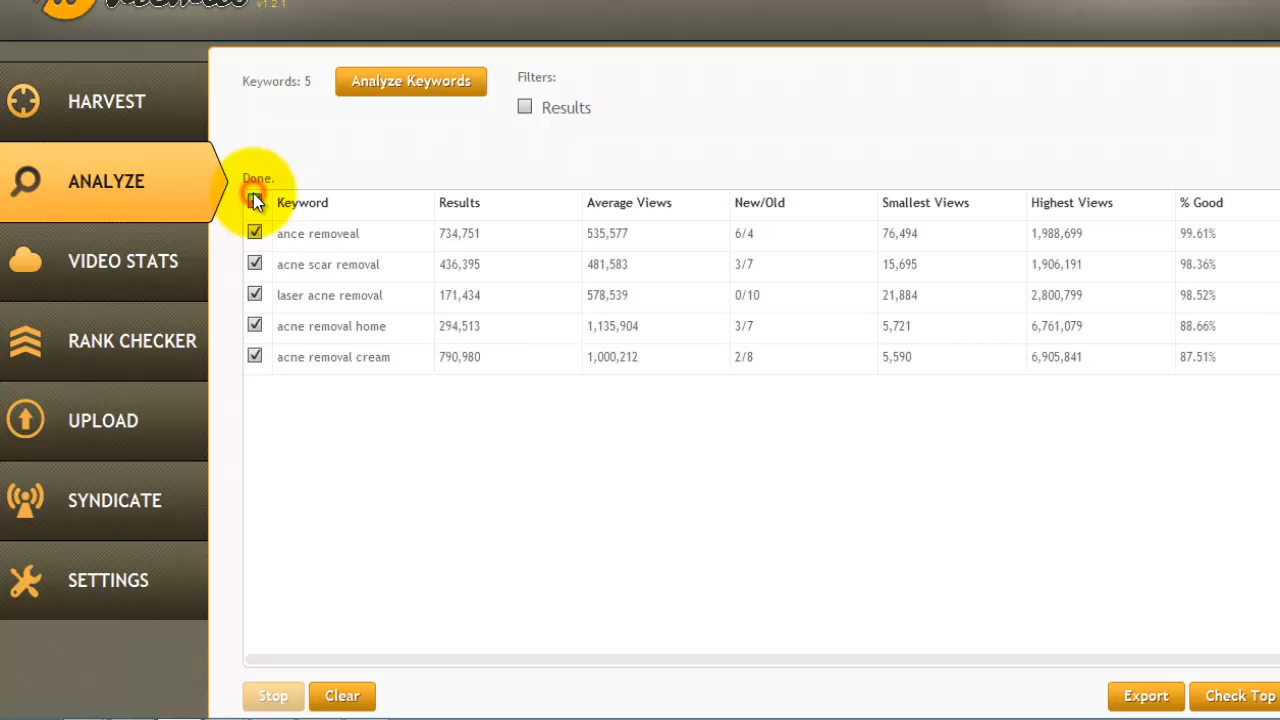 v1.2.1
HARVEST
ANALYZE
VIDEO STATS
RANK CHECKER
UPLOAD
SYNDICATE
SETTINGS
Keywords: 5 Analyze Keywords Filters:
Results
Done.
Keyword Results Average Views New/Old Smallest Views Highest Views % Good
ance removeal 734,751 535,577 6/4 76,494 1,988,699 99.61%
acne scar removal 436,395 481,583 3/7 15,695 1,906,191 98.36%
laser acne removal 171,434 578,539 0/10 21,884 2,800,799 98.52%
acne removal home 294,513 1,135,904 3/7 5,721 6,761,079 88.66%
acne removal cream 790,980 1,000,212 2/8 5,590 6,905,841 87.51%
Stop Clear Export Check Top